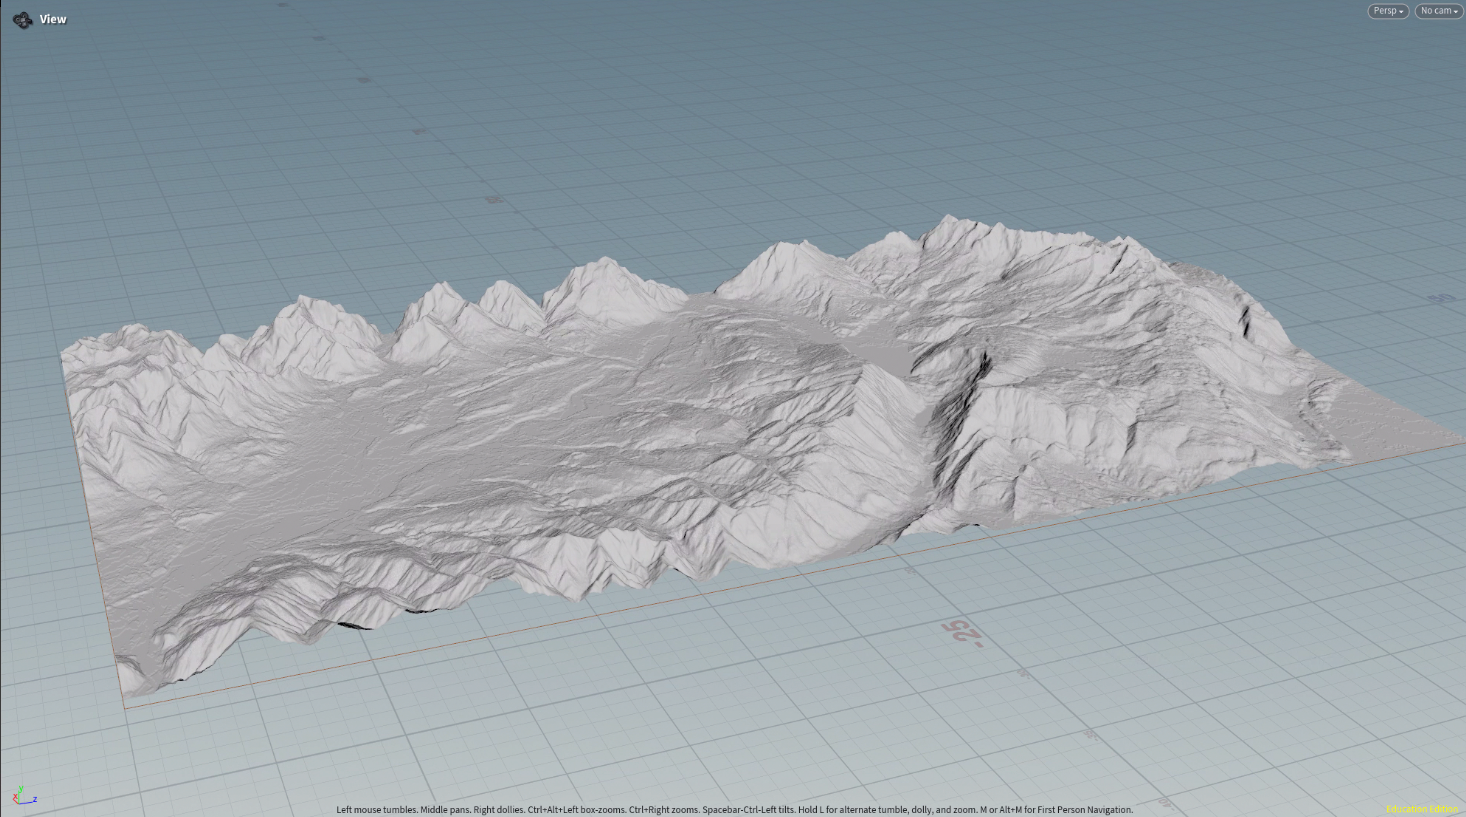 View
Persp
No cam
-25
y
x
z
Left mouse tumbles. Middle pans. Right dollies. Ctrl+Alt+Left box-zooms. Ctrl+Right zooms. Spacebar-Ctrl-Left tilts. Hold L for alternate tumble, dolly, and zoom. M or Alt+M for First Person Navigation.
Education Edition